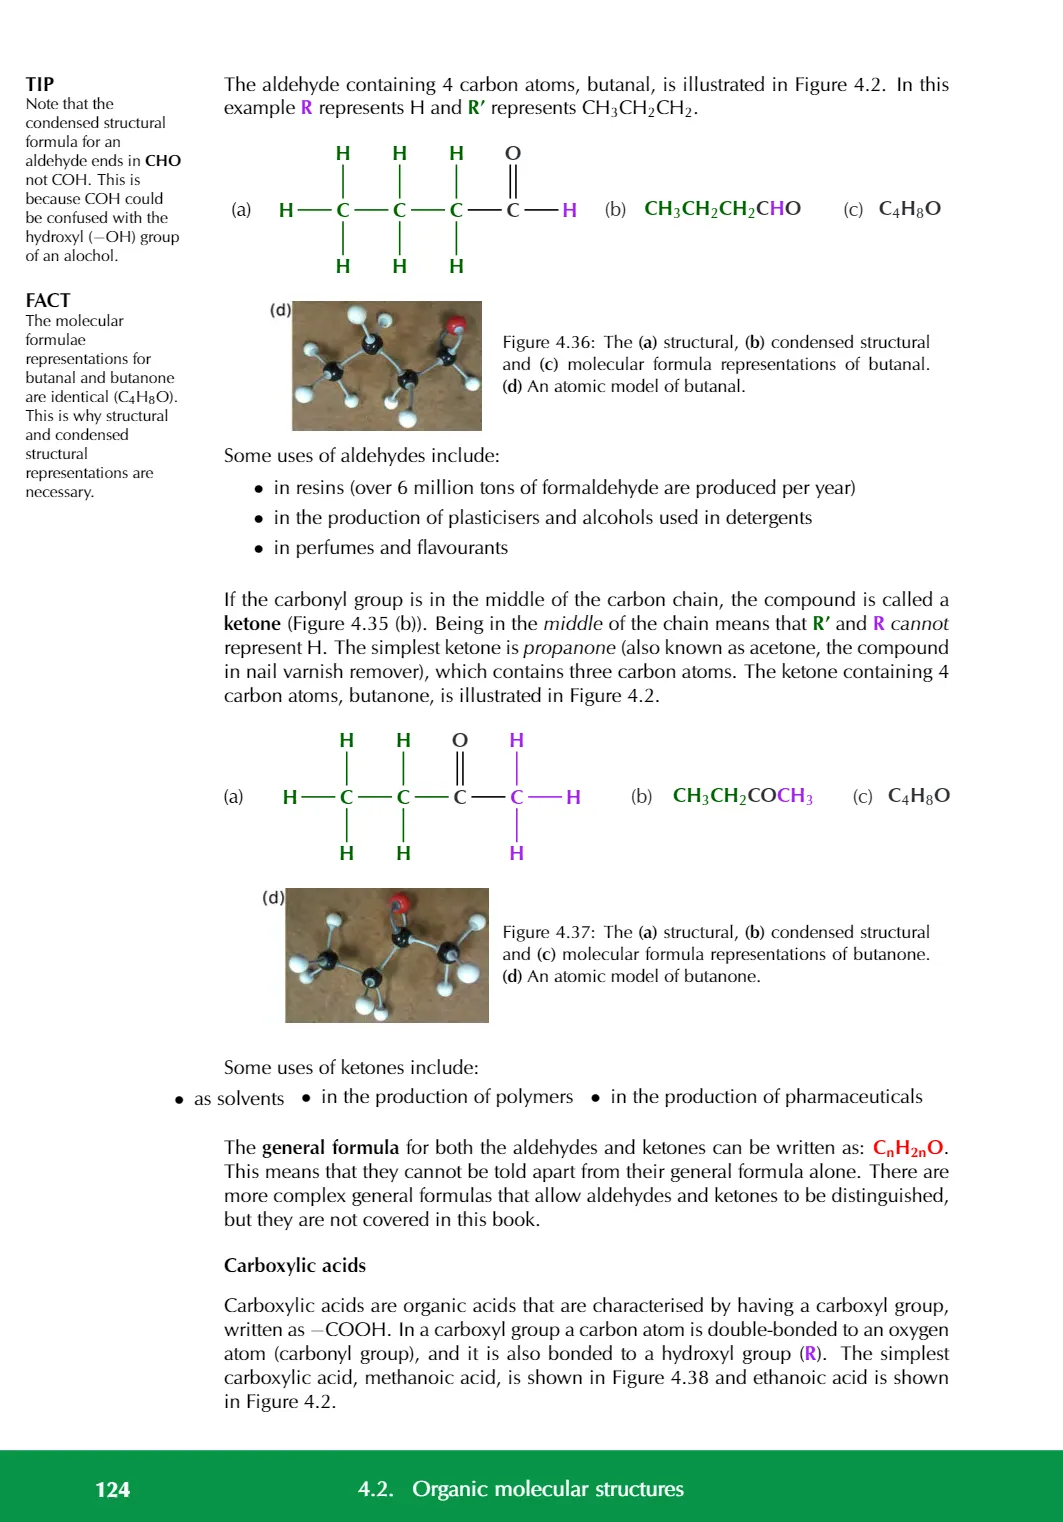 TIP
Note that the
condensed structural
formula for an
aldehyde ends in CHO
not COH. This is
because COH could
be confused with the
hydroxyl (−OH) group
of an alochol.
FACT
The molecular
formulae
representations for
butanal and butanone
are identical (C₄H₈O).
This is why structural
and condensed
structural
representations are
necessary.
The aldehyde containing 4 carbon atoms, butanal, is illustrated in Figure 4.2. In this
example R represents H and R’ represents CH₃CH₂CH₂.
H H H O
(a) H C C C C H (b) CH₃CH₂CH₂CHO (c) C₄H₈O
H H H
(d)
Figure 4.36: The (a) structural, (b) condensed structural
and (c) molecular formula representations of butanal.
(d) An atomic model of butanal.
Some uses of aldehydes include:
• in resins (over 6 million tons of formaldehyde are produced per year)
• in the production of plasticisers and alcohols used in detergents
• in perfumes and flavourants
If the carbonyl group is in the middle of the carbon chain, the compound is called a
ketone (Figure 4.35 (b)). Being in the middle of the chain means that R’ and R cannot
represent H. The simplest ketone is propanone (also known as acetone, the compound
in nail varnish remover), which contains three carbon atoms. The ketone containing 4
carbon atoms, butanone, is illustrated in Figure 4.2.
H H O H
(a) H C C C C H (b) CH₃CH₂COCH₃ (c) C₄H₈O
H H H
(d)
Figure 4.37: The (a) structural, (b) condensed structural
and (c) molecular formula representations of butanone.
(d) An atomic model of butanone.
Some uses of ketones include:
• as solvents • in the production of polymers • in the production of pharmaceuticals
The general formula for both the aldehydes and ketones can be written as: CₙH₂ₙO.
This means that they cannot be told apart from their general formula alone. There are
more complex general formulas that allow aldehydes and ketones to be distinguished,
but they are not covered in this book.
Carboxylic acids
Carboxylic acids are organic acids that are characterised by having a carboxyl group,
written as −COOH. In a carboxyl group a carbon atom is double-bonded to an oxygen
atom (carbonyl group), and it is also bonded to a hydroxyl group (R). The simplest
carboxylic acid, methanoic acid, is shown in Figure 4.38 and ethanoic acid is shown
in Figure 4.2.
124 4.2. Organic molecular structures